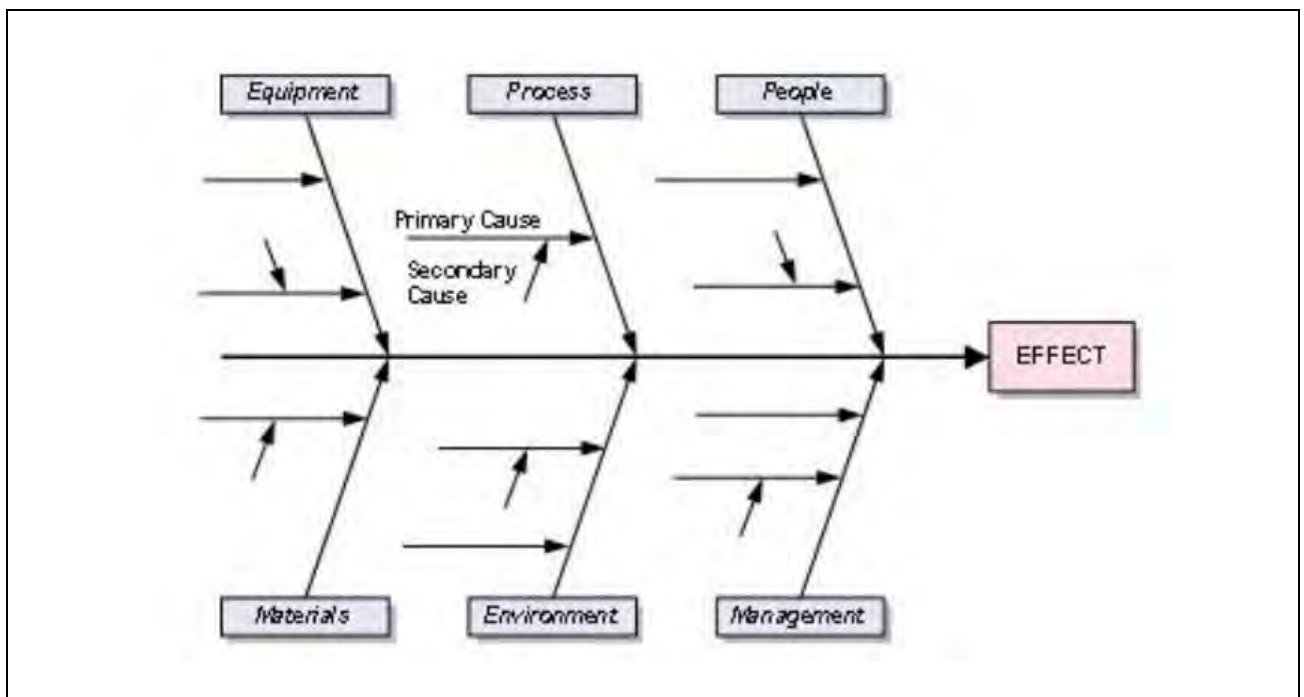 Equipment
Process
People
Primary Cause
Secondary
Cause
EFFECT
Materials
Environment
Management